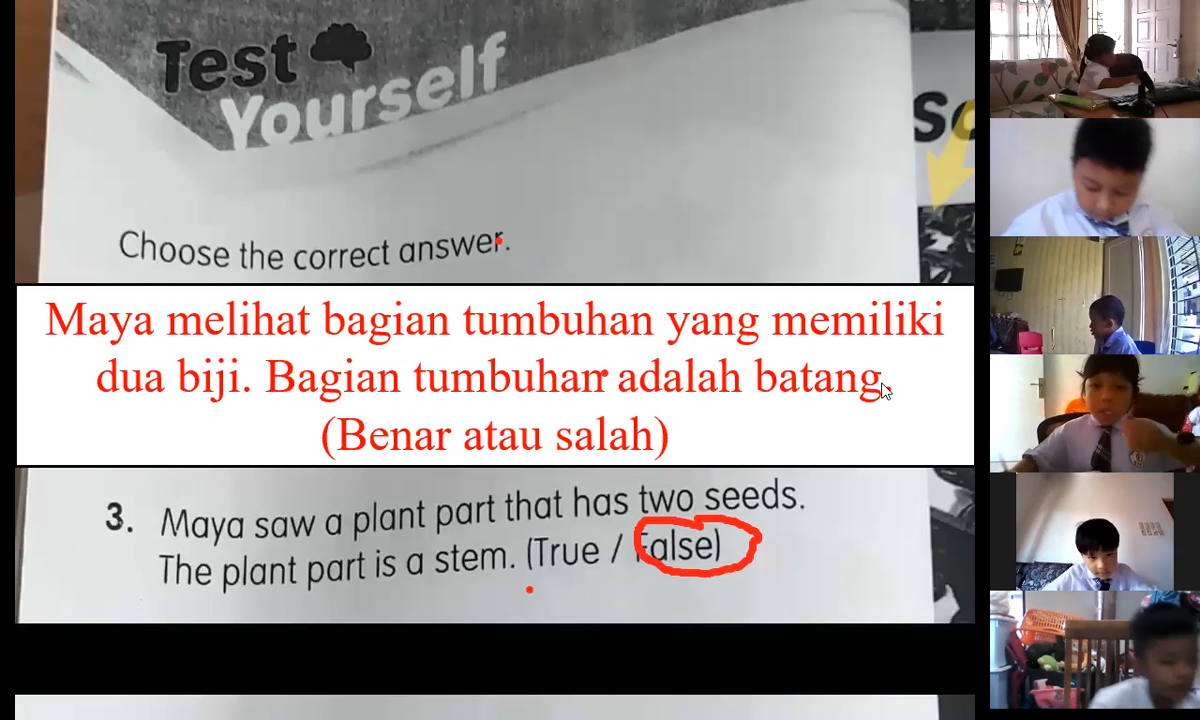 Test
Yourself
Choose the correct answer.
Maya melihat bagian tumbuhan yang memiliki
dua biji. Bagian tumbuhan adalah batang.
(Benar atau salah)
3. Maya saw a plant part that has two seeds.
The plant part is a stem. (True / False)